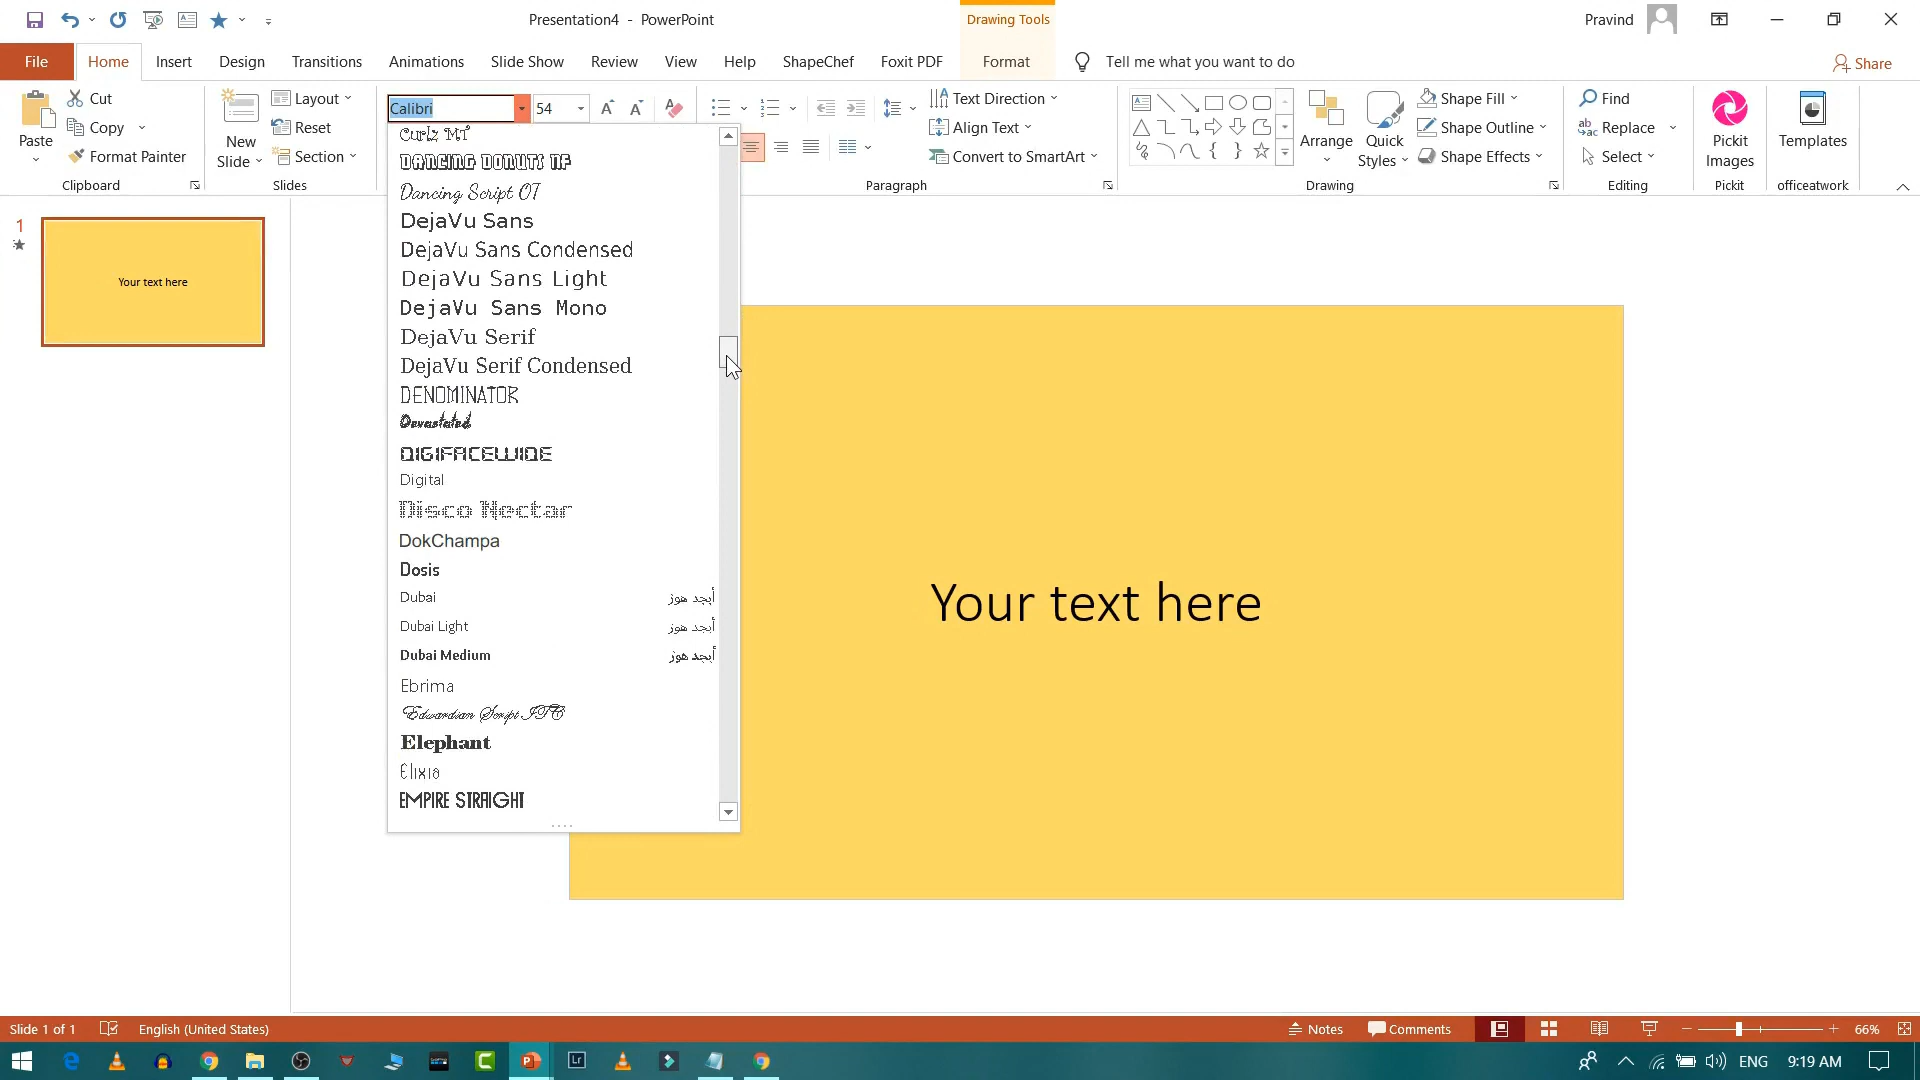 Presentation4 - PowerPoint
Drawing Tools
Pravind
File
Home
Insert
Design
Transitions
Animations
Slide Show
Review
View
Help
ShapeChef
Foxit PDF
Format
Tell me what you want to do
Share
Paste
Cut
Copy
Format Painter
Clipboard
New
Slide
Layout
Reset
Section
Slides
Calibri
54
Paragraph
Text Direction
Align Text
Convert to SmartArt
Arrange
Quick
Styles
Shape Fill
Shape Outline
Shape Effects
Drawing
Find
Replace
Select
Editing
Pickit
Images
Pickit
Templates
officeatwork
1
Your text here
Curlz MT
DANCING DONUTS NF
Dancing Script OT
DejaVu Sans
DejaVu Sans Condensed
DejaVu Sans Light
DejaVu Sans Mono
DejaVu Serif
DejaVu Serif Condensed
DENOMINATOR
Devastated
DIGIFACEWIDE
Digital
Disco Nectar
DokChampa
Dosis
Dubai أبجد هوز
Dubai Light أبجد هوز
Dubai Medium أبجد هوز
Ebrima
Edwardian Script ITC
Elephant
Elixia
EMPIRE STRAIGHT
Your text here
Slide 1 of 1
English (United States)
Notes
Comments
66%
Lr
ENG
9:19 AM